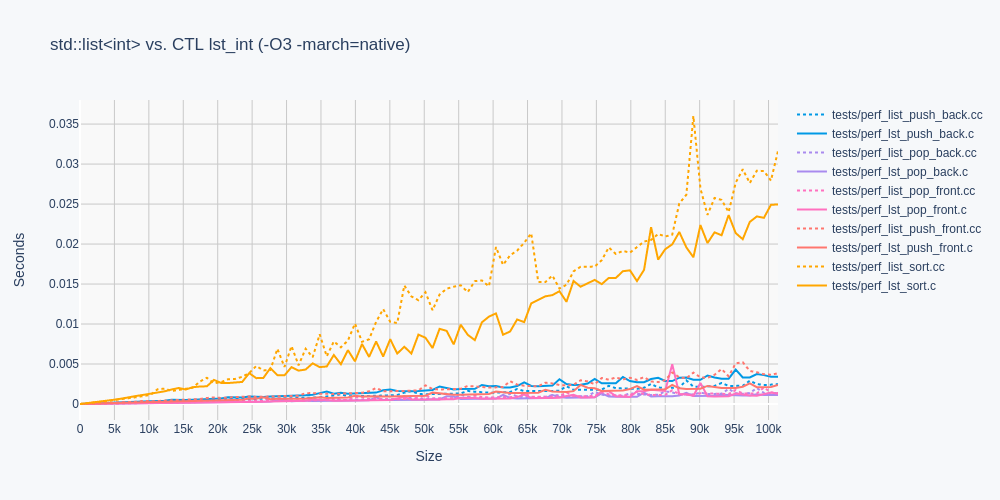 std::list<int> vs. CTL lst_int (-O3 -march=native)
0.035
0.03
0.025
0.02
0.015
0.01
0.005
0
Seconds
0 5k 10k 15k 20k 25k 30k 35k 40k 45k 50k 55k 60k 65k 70k 75k 80k 85k 90k 95k 100k
Size
tests/perf_list_push_back.cc
tests/perf_lst_push_back.c
tests/perf_list_pop_back.cc
tests/perf_lst_pop_back.c
tests/perf_list_pop_front.cc
tests/perf_lst_pop_front.c
tests/perf_list_push_front.cc
tests/perf_lst_push_front.c
tests/perf_list_sort.cc
tests/perf_lst_sort.c